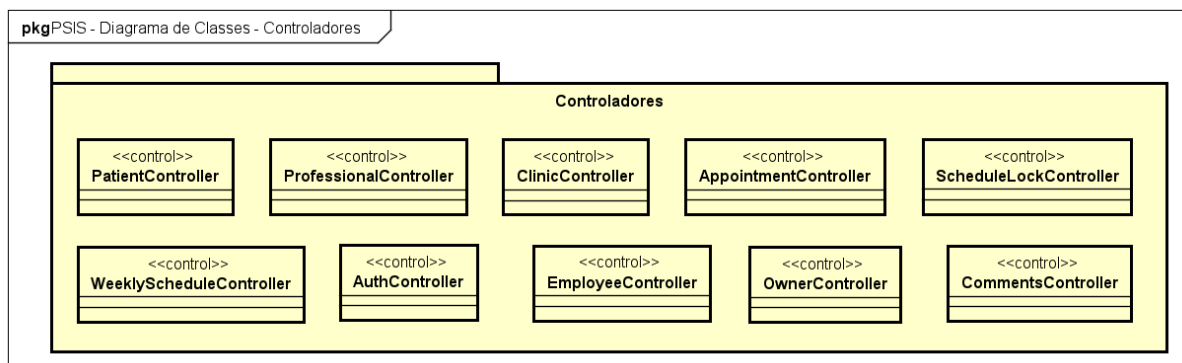 pkgPSIS - Diagrama de Classes - Controladores
Controladores
<<control>>
PatientController
<<control>>
ProfessionalController
<<control>>
ClinicController
<<control>>
AppointmentController
<<control>>
ScheduleLockController
<<control>>
WeeklyScheduleController
<<control>>
AuthController
<<control>>
EmployeeController
<<control>>
OwnerController
<<control>>
CommentsController